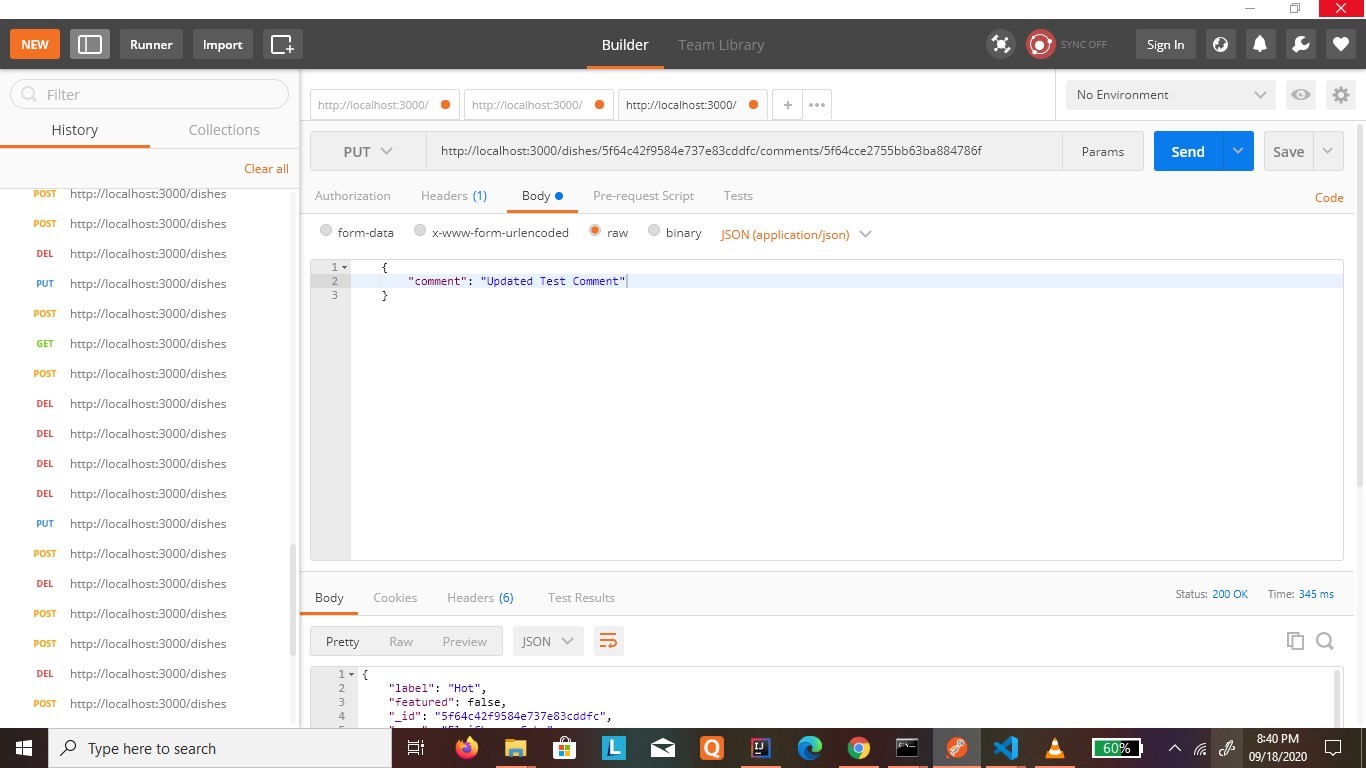 NEW
Runner
Import
Builder
Team Library
SYNC OFF
Sign In
Filter
History
Collections
Clear all
POST http://localhost:3000/dishes
POST http://localhost:3000/dishes
DEL http://localhost:3000/dishes
PUT http://localhost:3000/dishes
POST http://localhost:3000/dishes
GET http://localhost:3000/dishes
POST http://localhost:3000/dishes
DEL http://localhost:3000/dishes
DEL http://localhost:3000/dishes
DEL http://localhost:3000/dishes
DEL http://localhost:3000/dishes
PUT http://localhost:3000/dishes
POST http://localhost:3000/dishes
DEL http://localhost:3000/dishes
POST http://localhost:3000/dishes
POST http://localhost:3000/dishes
DEL http://localhost:3000/dishes
POST http://localhost:3000/dishes
http://localhost:3000/
http://localhost:3000/
http://localhost:3000/
No Environment
PUT
http://localhost:3000/dishes/5f64c42f9584e737e83cddfc/comments/5f64cce2755bb63ba884786f
Params
Send
Save
Authorization
Headers (1)
Body
Pre-request Script
Tests
Code
form-data
x-www-form-urlencoded
raw
binary
JSON (application/json)
1 {
2 "comment": "Updated Test Comment"
3 }
Body
Cookies
Headers (6)
Test Results
Status: 200 OK
Time: 345 ms
Pretty
Raw
Preview
JSON
1 {
2 "label": "Hot",
3 "featured": false,
4 "_id": "5f64c42f9584e737e83cddfc",
Type here to search
60%
8:40 PM
09/18/2020